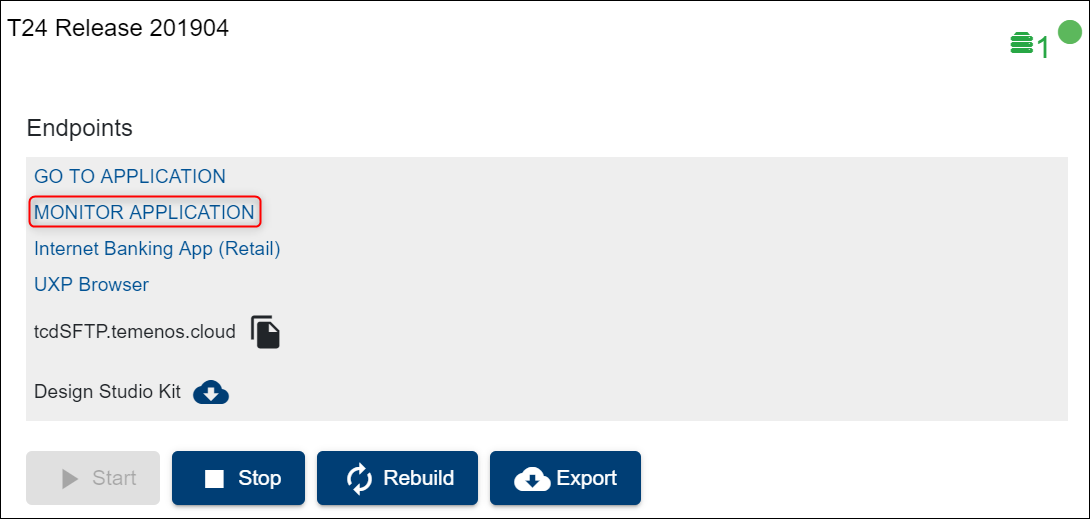 T24 Release 201904
1
Endpoints
GO TO APPLICATION
MONITOR APPLICATION
Internet Banking App (Retail)
UXP Browser
tcdSFTP.temenos.cloud
Design Studio Kit
Start Stop Rebuild Export